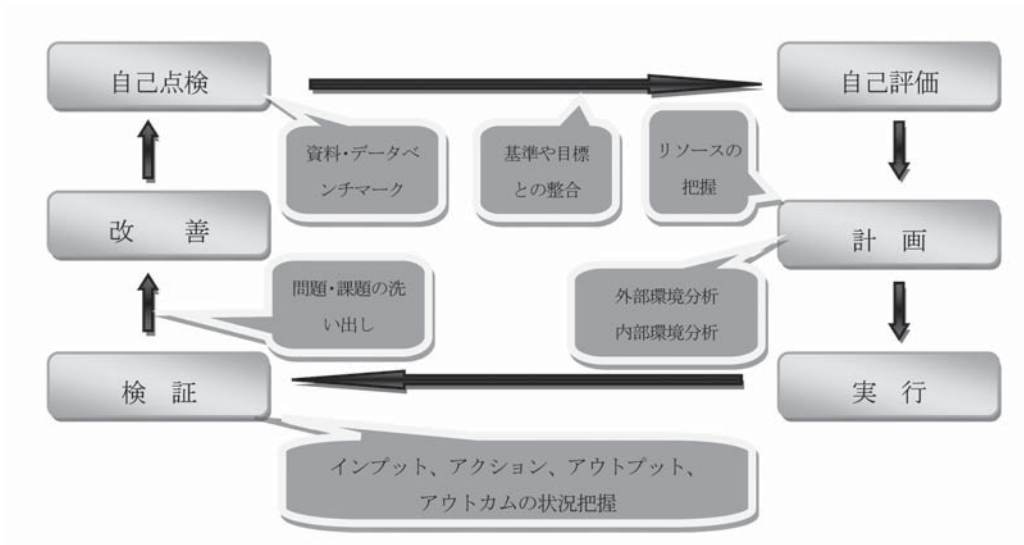 自己点検
自己評価
資料・データベ
ンチマーク
基準や目標
との整合
リソースの
把握
改　善
計　画
問題・課題の洗
い出し
外部環境分析
内部環境分析
検　証
実　行
インプット、アクション、アウトプット、
アウトカムの状況把握